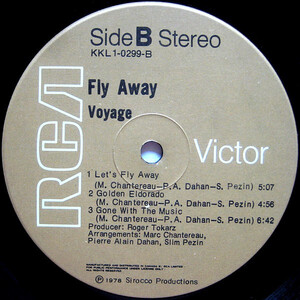 Side B Stereo
KKL1-0299-B
Fly Away
Voyage
RCA
Victor
1 Let's Fly Away
(M. Chantereau-P.A. Dahan-S. Pezin) 5:07
2 Golden Eldorado
(M. Chantereau-P.A. Dahan-S. Pezin) 4:56
3 Gone With The Music
(M. Chantereau-P.A. Dahan-S. Pezin) 6:42
Producer: Roger Tokarz
Arrangements: Marc Chantereau,
Pierre Alain Dahan, Slim Pezin
℗ 1978 Sirocco Productions